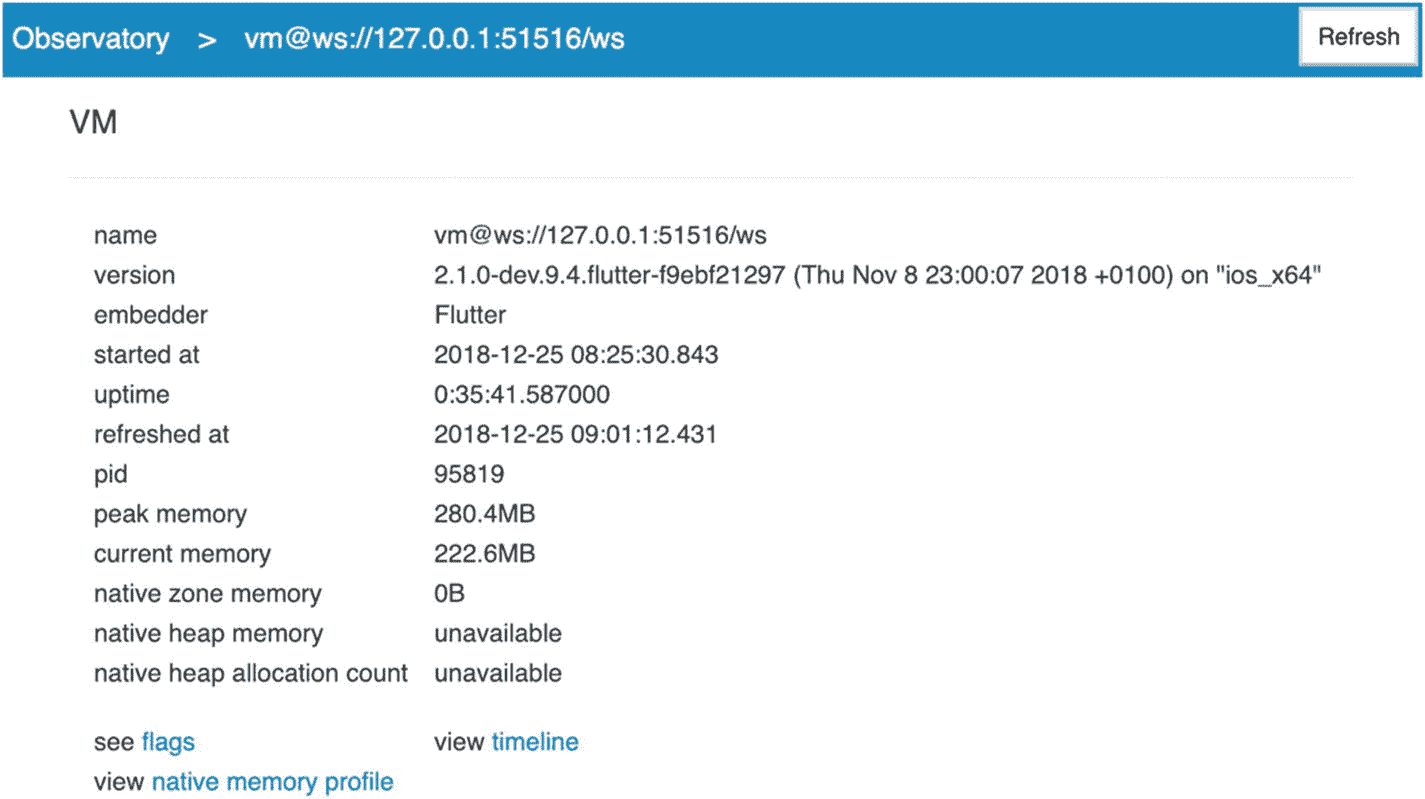 Observatory > vm@ws://127.0.0.1:51516/ws Refresh
VM
name vm@ws://127.0.0.1:51516/ws
version 2.1.0-dev.9.4.flutter-f9ebf21297 (Thu Nov 8 23:00:07 2018 +0100) on "ios_x64"
embedder Flutter
started at 2018-12-25 08:25:30.843
uptime 0:35:41.587000
refreshed at 2018-12-25 09:01:12.431
pid 95819
peak memory 280.4MB
current memory 222.6MB
native zone memory 0B
native heap memory unavailable
native heap allocation count unavailable
see flags view timeline
view native memory profile